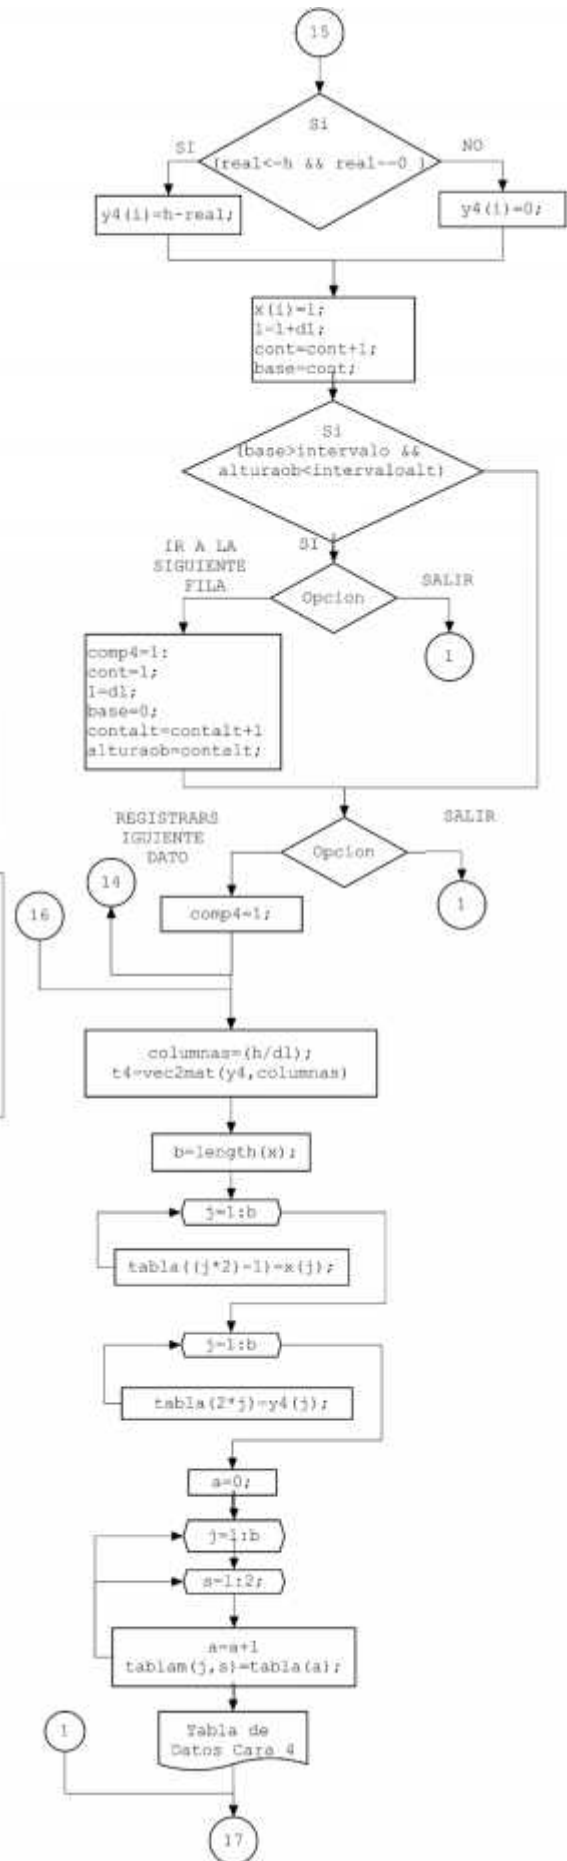 15
Si
(real<=h && real~=0 )
SI
NO
y4(i)=h-real;
y4(i)=0;
x(i)=l;
l=l+dl;
cont=cont+1;
base=cont;
Si
(base>intervalo &&
alturaob<intervaloalt)
SI
IR A LA
SIGUIENTE
FILA
Opcion
SALIR
1
comp4=1:
cont=1;
l=dl;
base=0;
contalt=contalt+1
alturaob=contalt;
REGISTRARS
IGUIENTE
DATO
Opcion
SALIR
1
14
16
comp4=1;
columnas=(h/dl);
t4=vec2mat(y4,columnas)
b=length(x);
j=1:b
tabla((j*2)-1)=x(j);
j=1:b
tabla(2*j)=y4(j);
a=0;
j=1:b
s=1:2;
a=a+1
tablam(j,s)=tabla(a);
Tabla de
Datos Cara 4
1
17